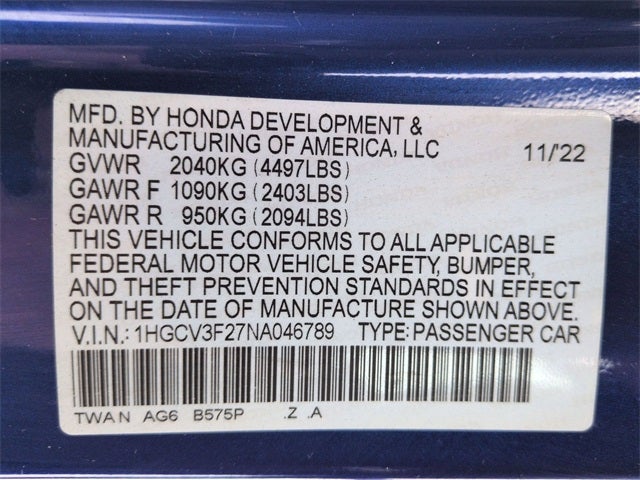 MFD. BY HONDA DEVELOPMENT &
MANUFACTURING OF AMERICA, LLC 11/'22
GVWR 2040KG (4497LBS)
GAWR F 1090KG (2403LBS)
GAWR R 950KG (2094LBS)
THIS VEHICLE CONFORMS TO ALL APPLICABLE
FEDERAL MOTOR VEHICLE SAFETY, BUMPER,
AND THEFT PREVENTION STANDARDS IN EFFECT
ON THE DATE OF MANUFACTURE SHOWN ABOVE.
V.I.N.: 1HGCV3F27NA046789 TYPE: PASSENGER CAR
TWA N AG6 B575P .Z .A